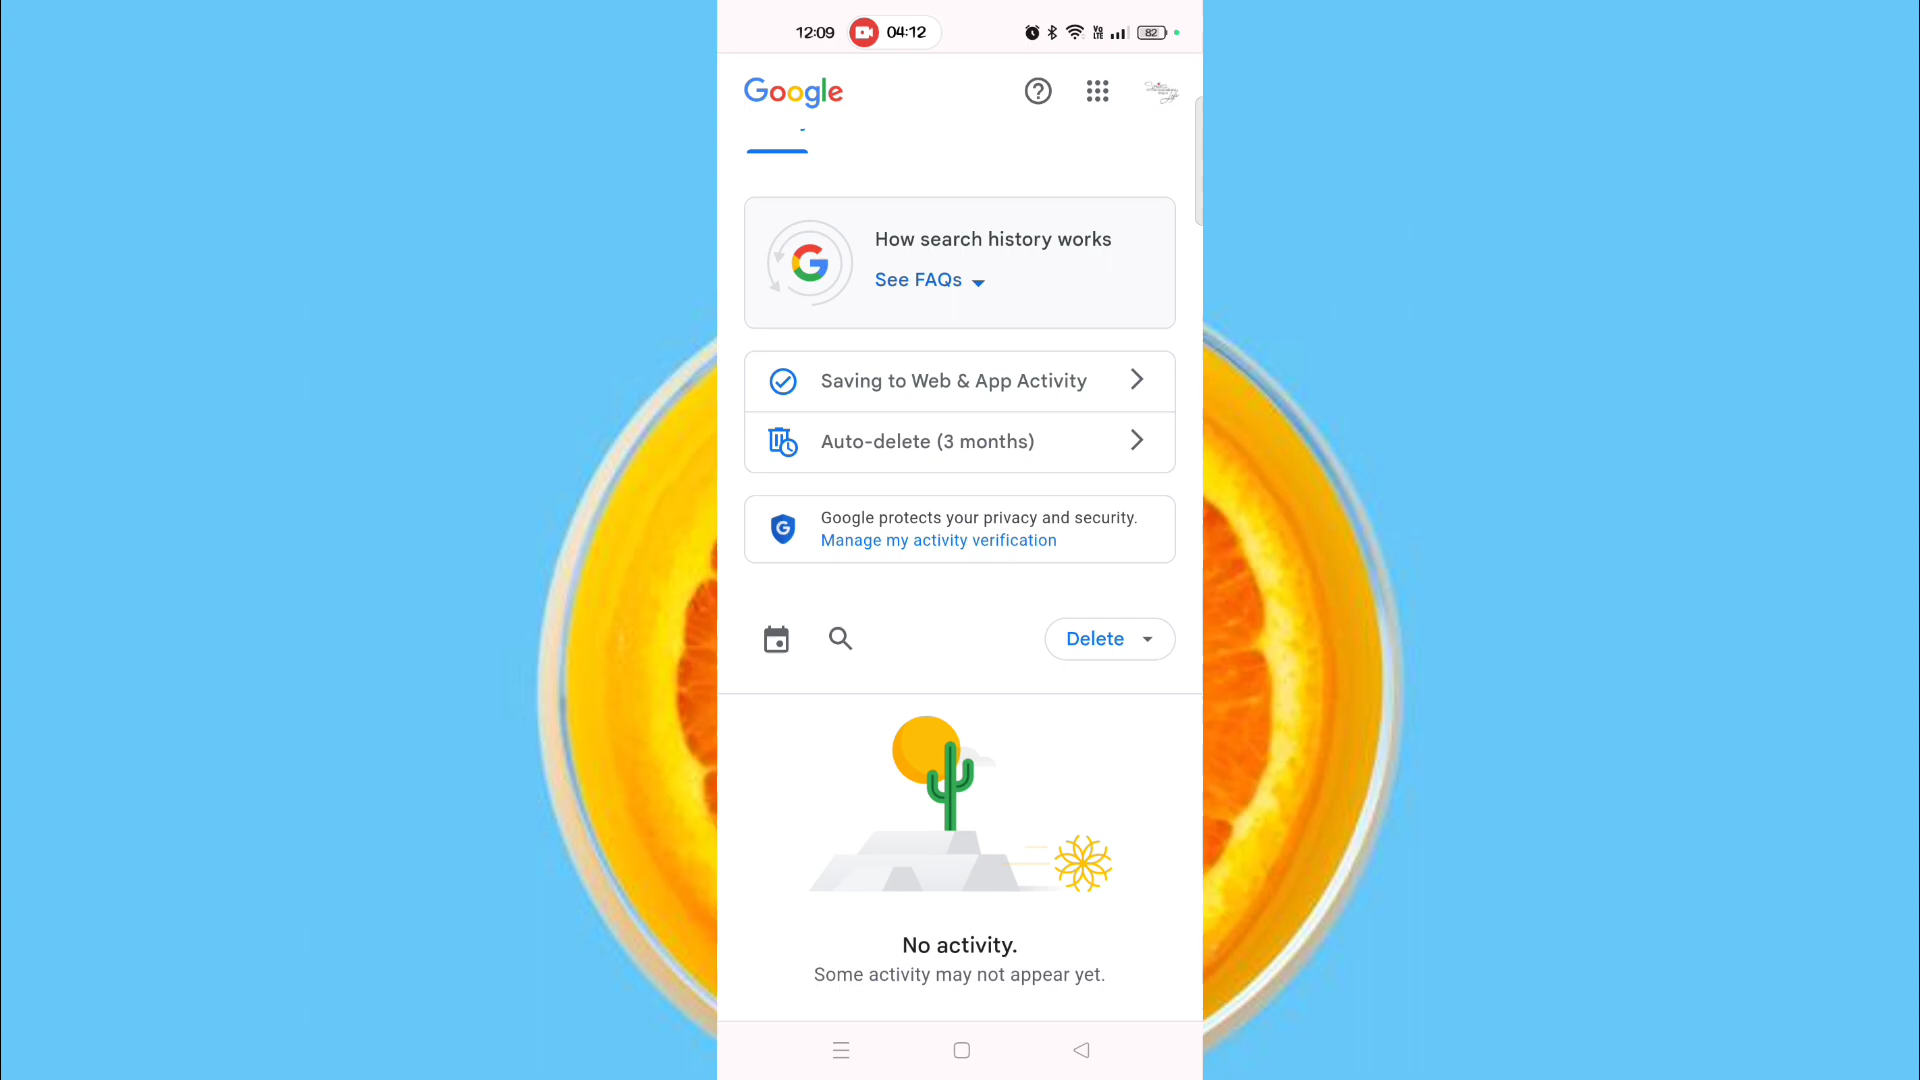 12:09 04:12 82
Google
How search history works
See FAQs
Saving to Web & App Activity
Auto-delete (3 months)
Google protects your privacy and security.
Manage my activity verification
Delete
No activity.
Some activity may not appear yet.